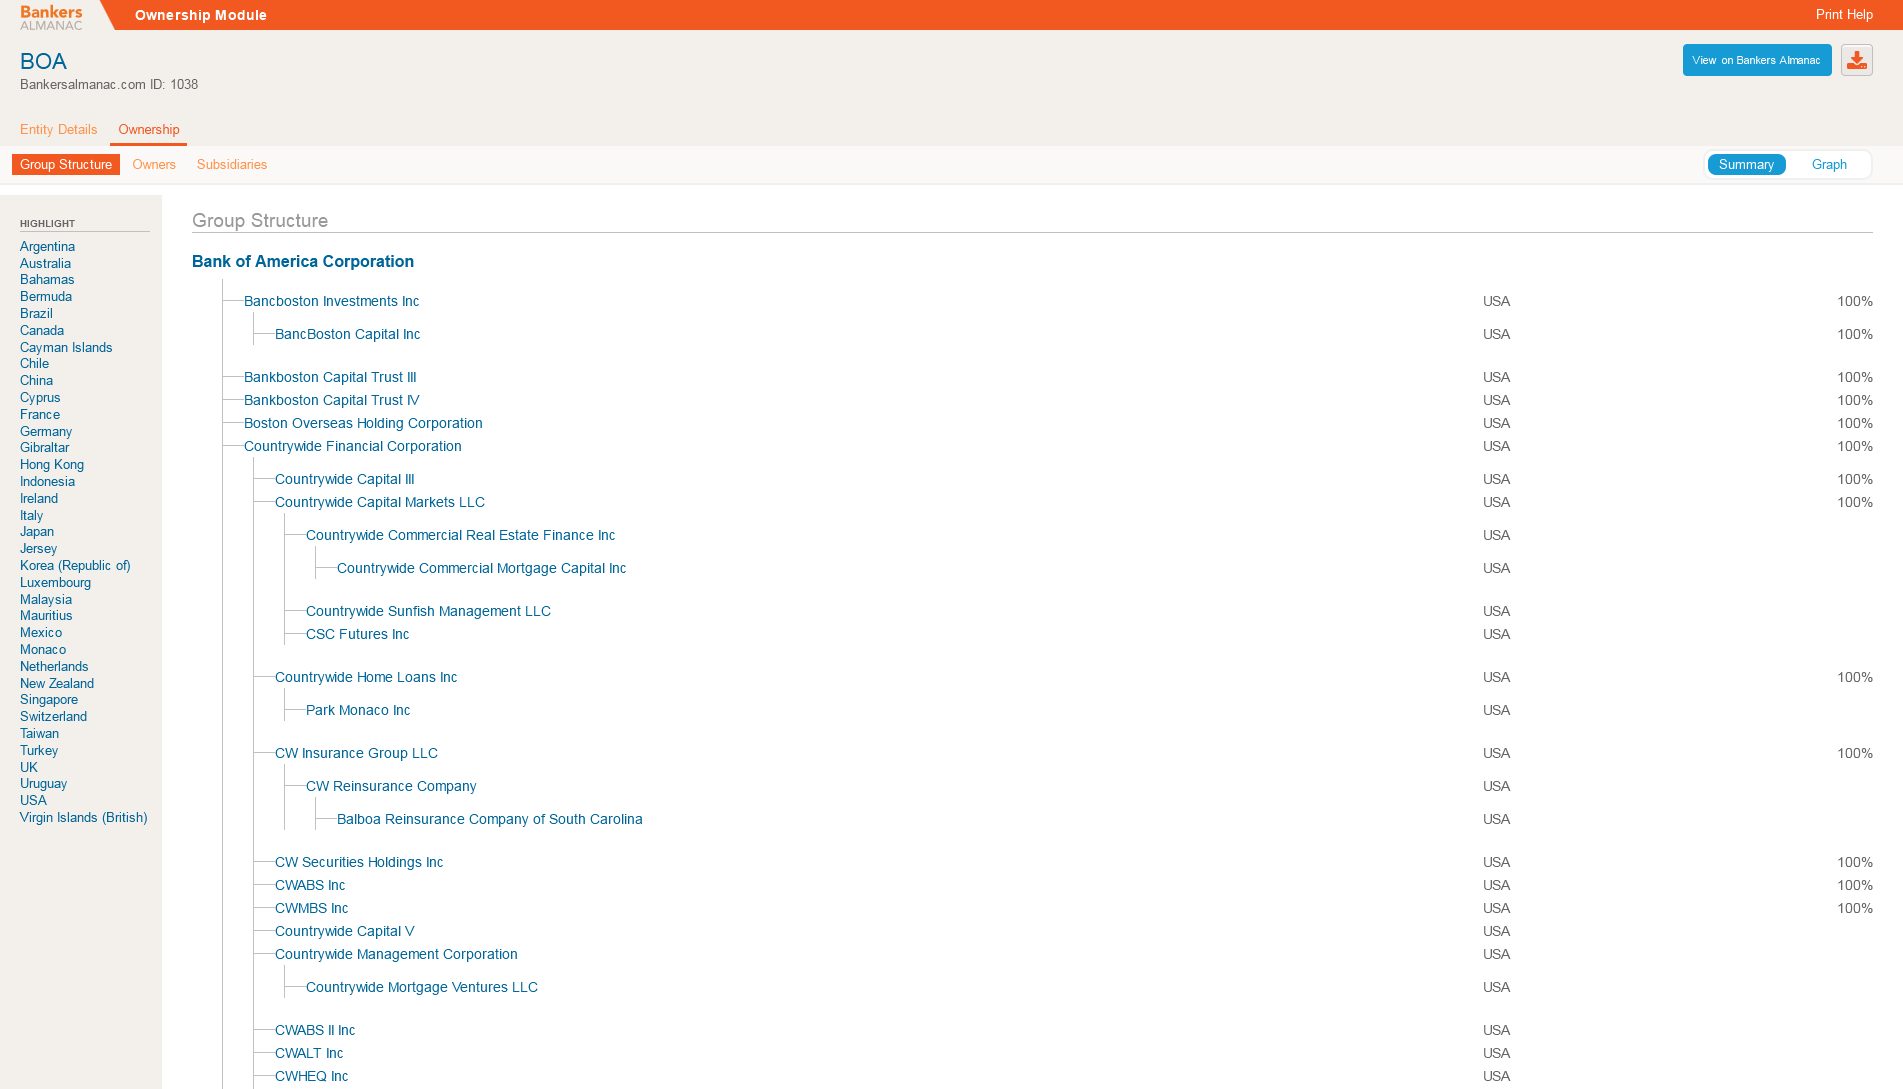 Bankers
ALMANAC
Ownership Module
Print Help
BOA
Bankersalmanac.com ID: 1038
View on Bankers Almanac
Entity Details Ownership
Group Structure Owners Subsidiaries
Summary Graph
HIGHLIGHT
Argentina
Australia
Bahamas
Bermuda
Brazil
Canada
Cayman Islands
Chile
China
Cyprus
France
Germany
Gibraltar
Hong Kong
Indonesia
Ireland
Italy
Japan
Jersey
Korea (Republic of)
Luxembourg
Malaysia
Mauritius
Mexico
Monaco
Netherlands
New Zealand
Singapore
Switzerland
Taiwan
Turkey
UK
Uruguay
USA
Virgin Islands (British)
Group Structure
Bank of America Corporation
Bancboston Investments Inc USA 100%
BancBoston Capital Inc USA 100%
Bankboston Capital Trust III USA 100%
Bankboston Capital Trust IV USA 100%
Boston Overseas Holding Corporation USA 100%
Countrywide Financial Corporation USA 100%
Countrywide Capital III USA 100%
Countrywide Capital Markets LLC USA 100%
Countrywide Commercial Real Estate Finance Inc USA
Countrywide Commercial Mortgage Capital Inc USA
Countrywide Sunfish Management LLC USA
CSC Futures Inc USA
Countrywide Home Loans Inc USA 100%
Park Monaco Inc USA
CW Insurance Group LLC USA 100%
CW Reinsurance Company USA
Balboa Reinsurance Company of South Carolina USA
CW Securities Holdings Inc USA 100%
CWABS Inc USA 100%
CWMBS Inc USA 100%
Countrywide Capital V USA
Countrywide Management Corporation USA
Countrywide Mortgage Ventures LLC USA
CWABS II Inc USA
CWALT Inc USA
CWHEQ Inc USA